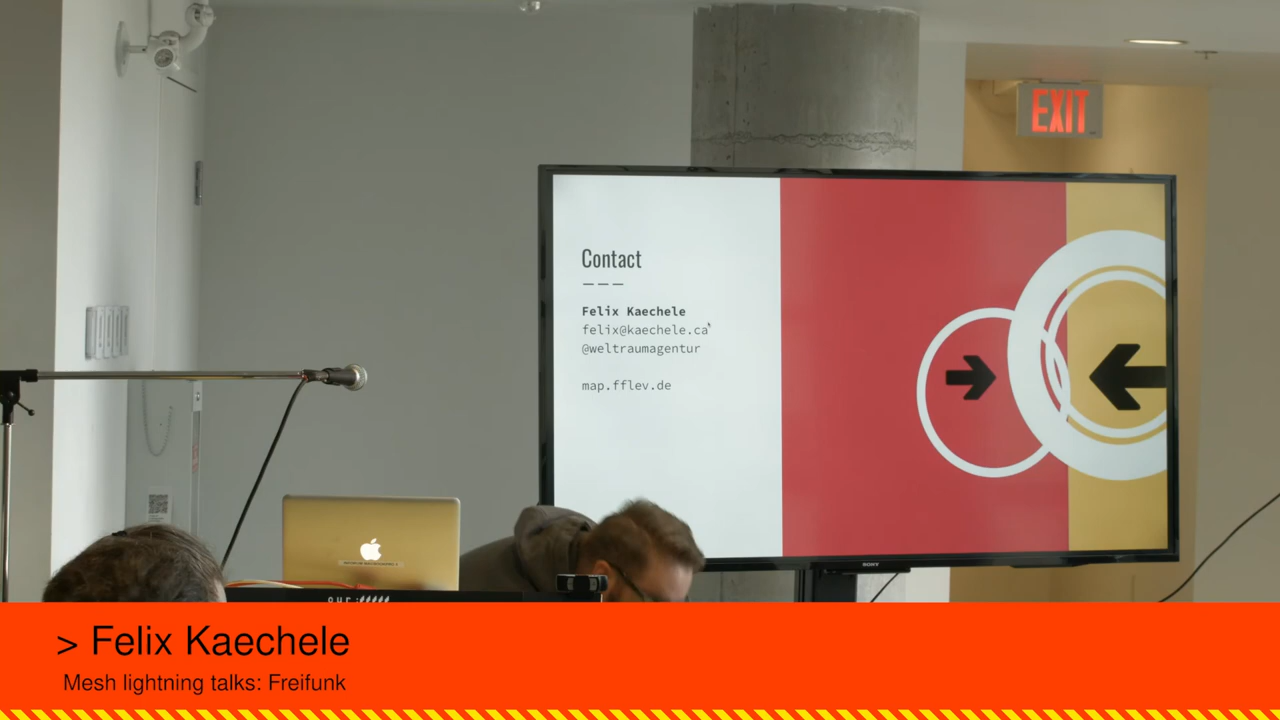 EXIT
Contact
Felix Kaechele
felix@kaechele.ca
@weltraumagentur
map.fflev.de
SONY
> Felix Kaechele
Mesh lightning talks: Freifunk